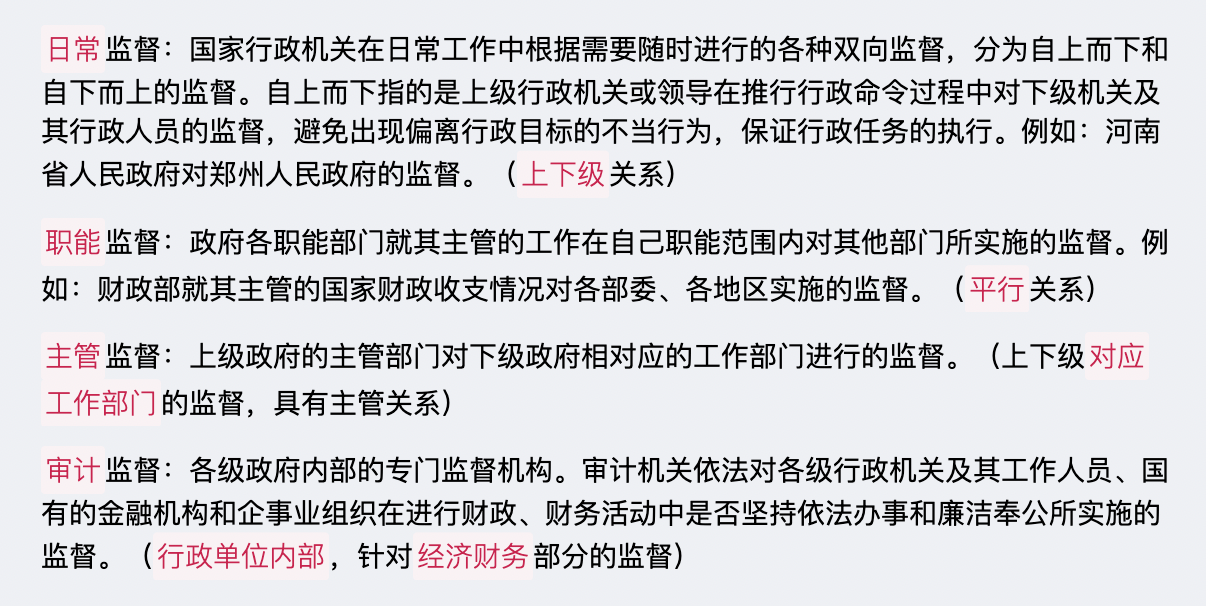 日常监督：国家行政机关在日常工作中根据需要随时进行的各种双向监督，分为自上而下和
自下而上的监督。自上而下指的是上级行政机关或领导在推行行政命令过程中对下级机关及
其行政人员的监督，避免出现偏离行政目标的不当行为，保证行政任务的执行。例如：河南
省人民政府对郑州人民政府的监督。（上下级关系）
职能监督：政府各职能部门就其主管的工作在自己职能范围内对其他部门所实施的监督。例
如：财政部就其主管的国家财政收支情况对各部委、各地区实施的监督。（平行关系）
主管监督：上级政府的主管部门对下级政府相对应的工作部门进行的监督。（上下级对应
工作部门的监督，具有主管关系）
审计监督：各级政府内部的专门监督机构。审计机关依法对各级行政机关及其工作人员、国
有的金融机构和企事业组织在进行财政、财务活动中是否坚持依法办事和廉洁奉公所实施的
监督。（行政单位内部，针对经济财务部分的监督）